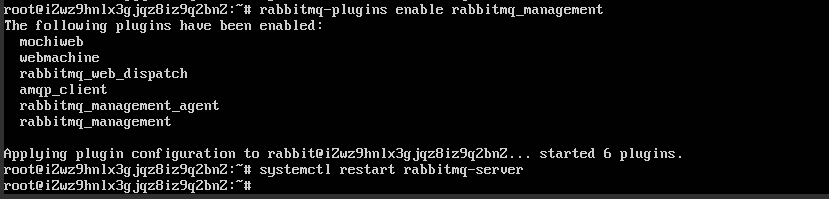 root@iZwz9hnlx3gjqz8iz9q2bnZ:~# rabbitmq-plugins enable rabbitmq_management
The following plugins have been enabled:
  mochiweb
  webmachine
  rabbitmq_web_dispatch
  amqp_client
  rabbitmq_management_agent
  rabbitmq_management

Applying plugin configuration to rabbit@iZwz9hnlx3gjqz8iz9q2bnZ... started 6 plugins.
root@iZwz9hnlx3gjqz8iz9q2bnZ:~# systemctl restart rabbitmq-server
root@iZwz9hnlx3gjqz8iz9q2bnZ:~#